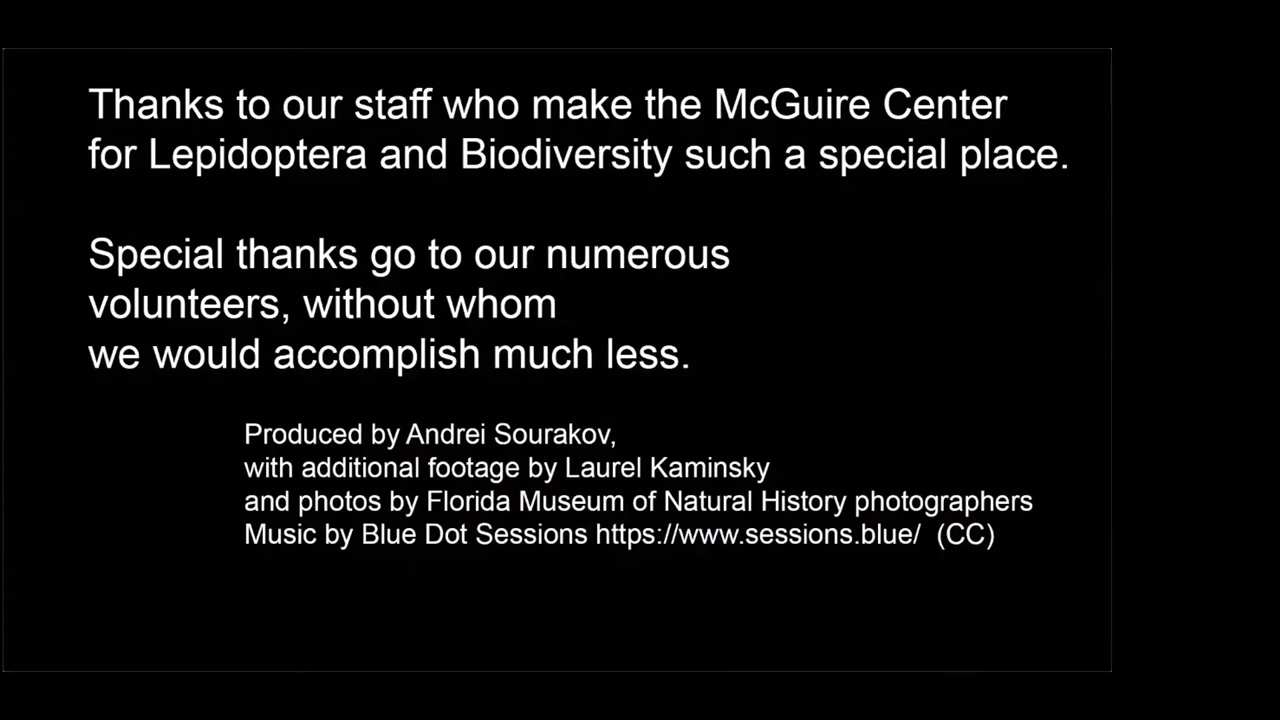 Thanks to our staff who make the McGuire Center
for Lepidoptera and Biodiversity such a special place.
Special thanks go to our numerous
volunteers, without whom
we would accomplish much less.
Produced by Andrei Sourakov,
with additional footage by Laurel Kaminsky
and photos by Florida Museum of Natural History photographers
Music by Blue Dot Sessions https://www.sessions.blue/ (CC)